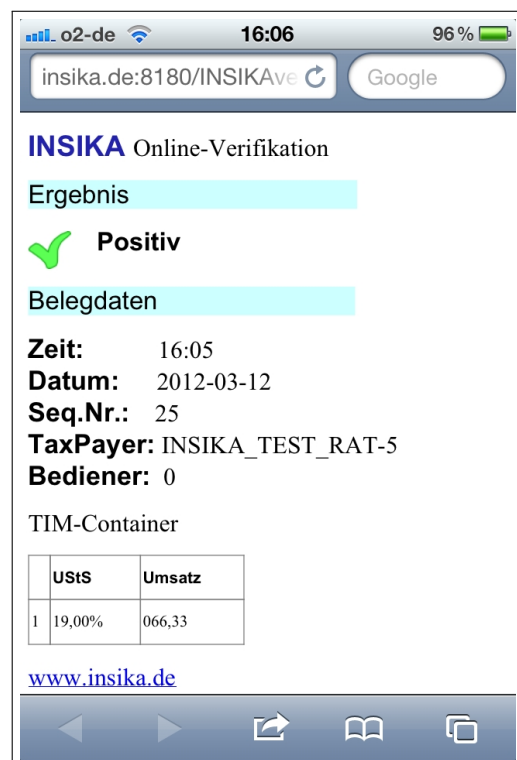 o2-de 16:06 96 %
insika.de:8180/INSIKAve Google
INSIKA Online-Verifikation
Ergebnis
Positiv
Belegdaten
Zeit: 16:05
Datum: 2012-03-12
Seq.Nr.: 25
TaxPayer: INSIKA_TEST_RAT-5
Bediener: 0
TIM-Container
UStS Umsatz
1 19,00% 066,33
www.insika.de